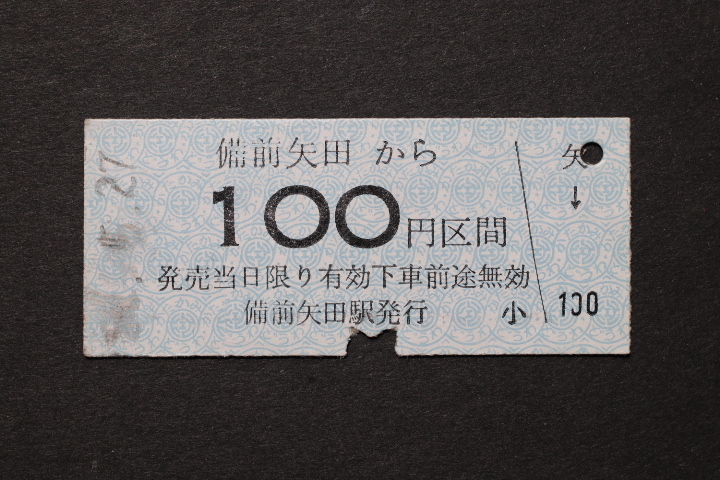 備前矢田 から
100円区間
発売当日限り有効下車前途無効
備前矢田駅発行 小
矢
↓
100
.27